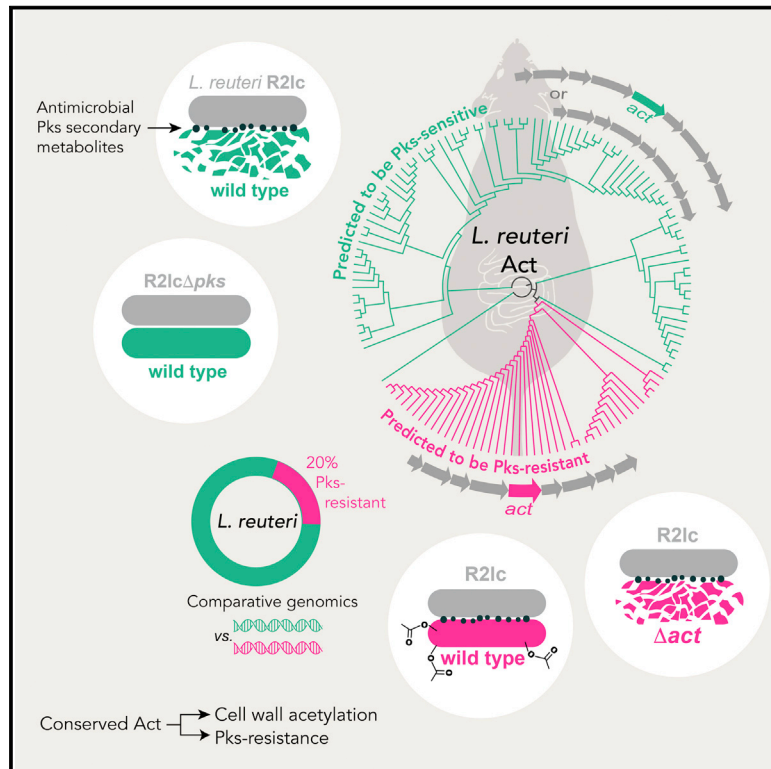 L. reuteri R2lc
Antimicrobial
Pks secondary
metabolites
wild type
R2lcΔpks
wild type
Predicted to be Pks-sensitive
or
act
L. reuteri
Act
Predicted to be Pks-resistant
act
20%
Pks-
resistant
L. reuteri
Comparative genomics
vs.
R2lc
wild type
R2lc
Δact
Conserved Act
Cell wall acetylation
Pks-resistance
O
O
O
O
O
O